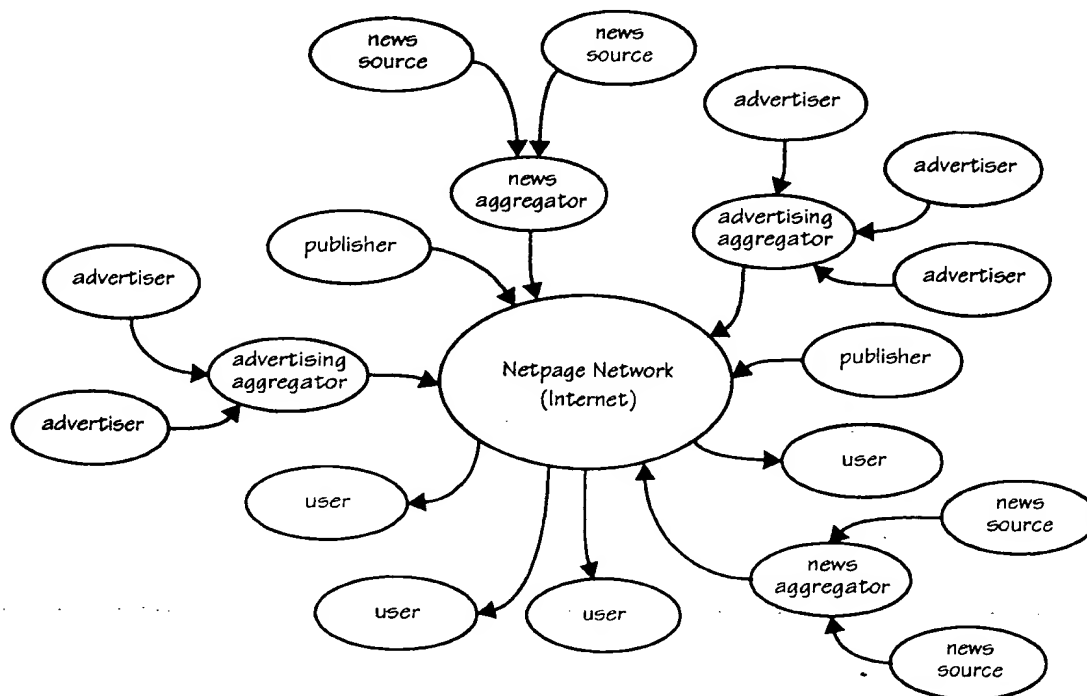 news
source
news
source
advertiser
news
aggregator
advertiser
advertising
aggregator
publisher
advertiser
advertiser
advertising
aggregator
publisher
Netpage Network
(Internet)
advertiser
user
user
news
source
news
aggregator
user
user
news
source